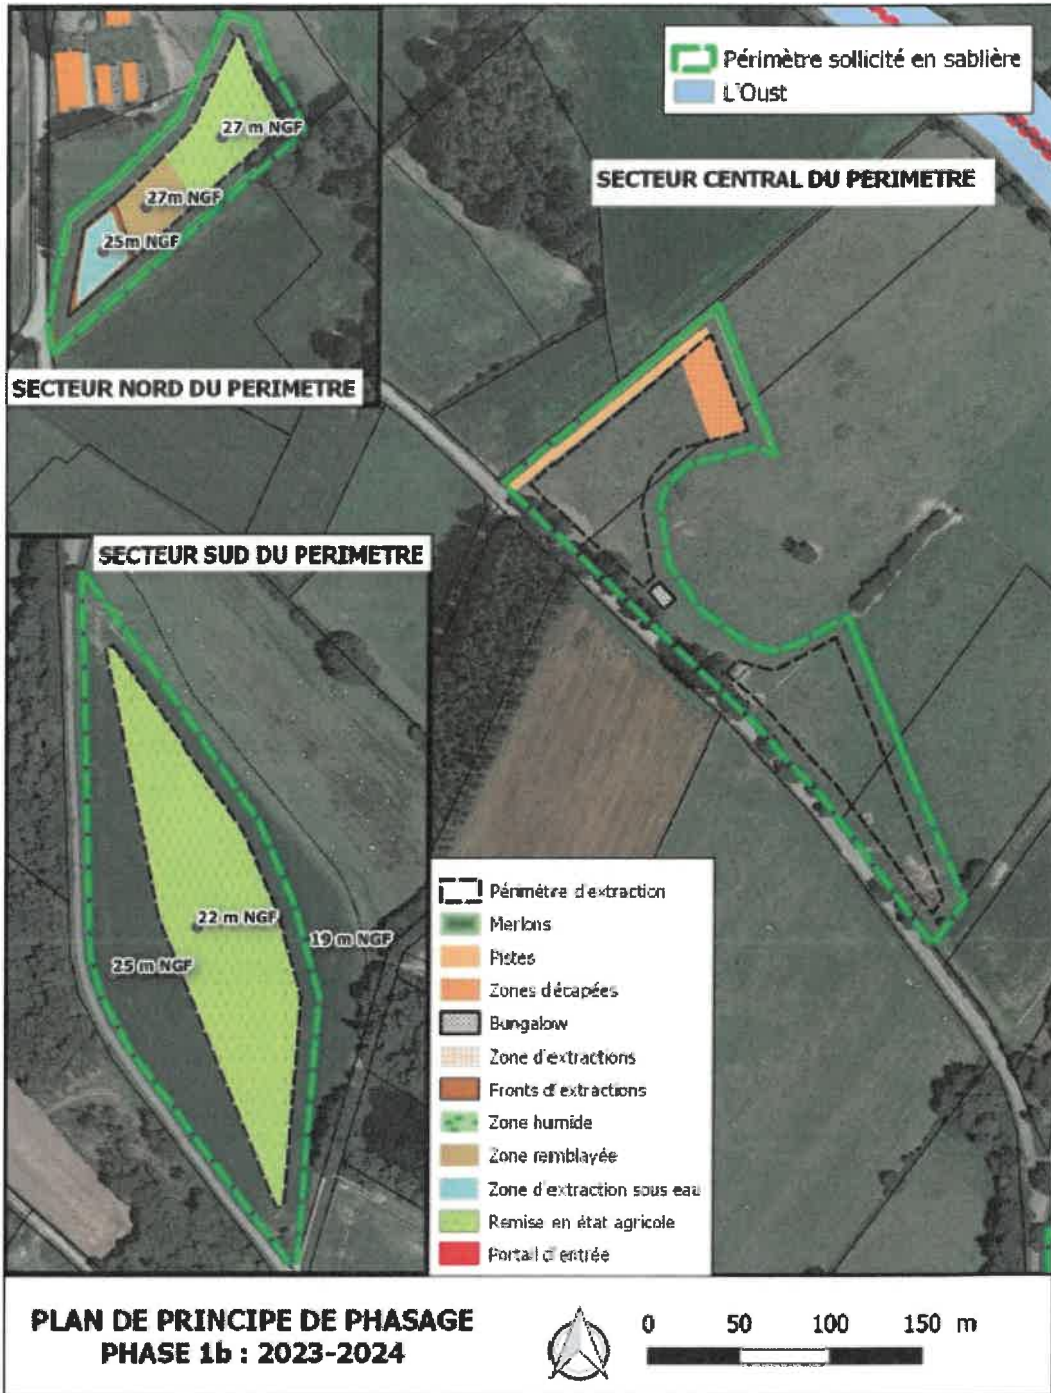 Périmètre sollicité en sablière
L'Oust
SECTEUR CENTRAL DU PERIMETRE
27 m NGF
27m NGF
25m NGF
SECTEUR NORD DU PERIMETRE
SECTEUR SUD DU PERIMETRE
22 m NGF
19 m NGF
25 m NGF
Périmètre d'extraction
Merlons
Pistes
Zones décapées
Bungalow
Zone d'extractions
Fronts d'extractions
Zone humide
Zone remblayée
Zone d'extraction sous eau
Remise en état agricole
Portail d'entrée
PLAN DE PRINCIPE DE PHASAGE
PHASE 1b : 2023-2024
0 50 100 150 m